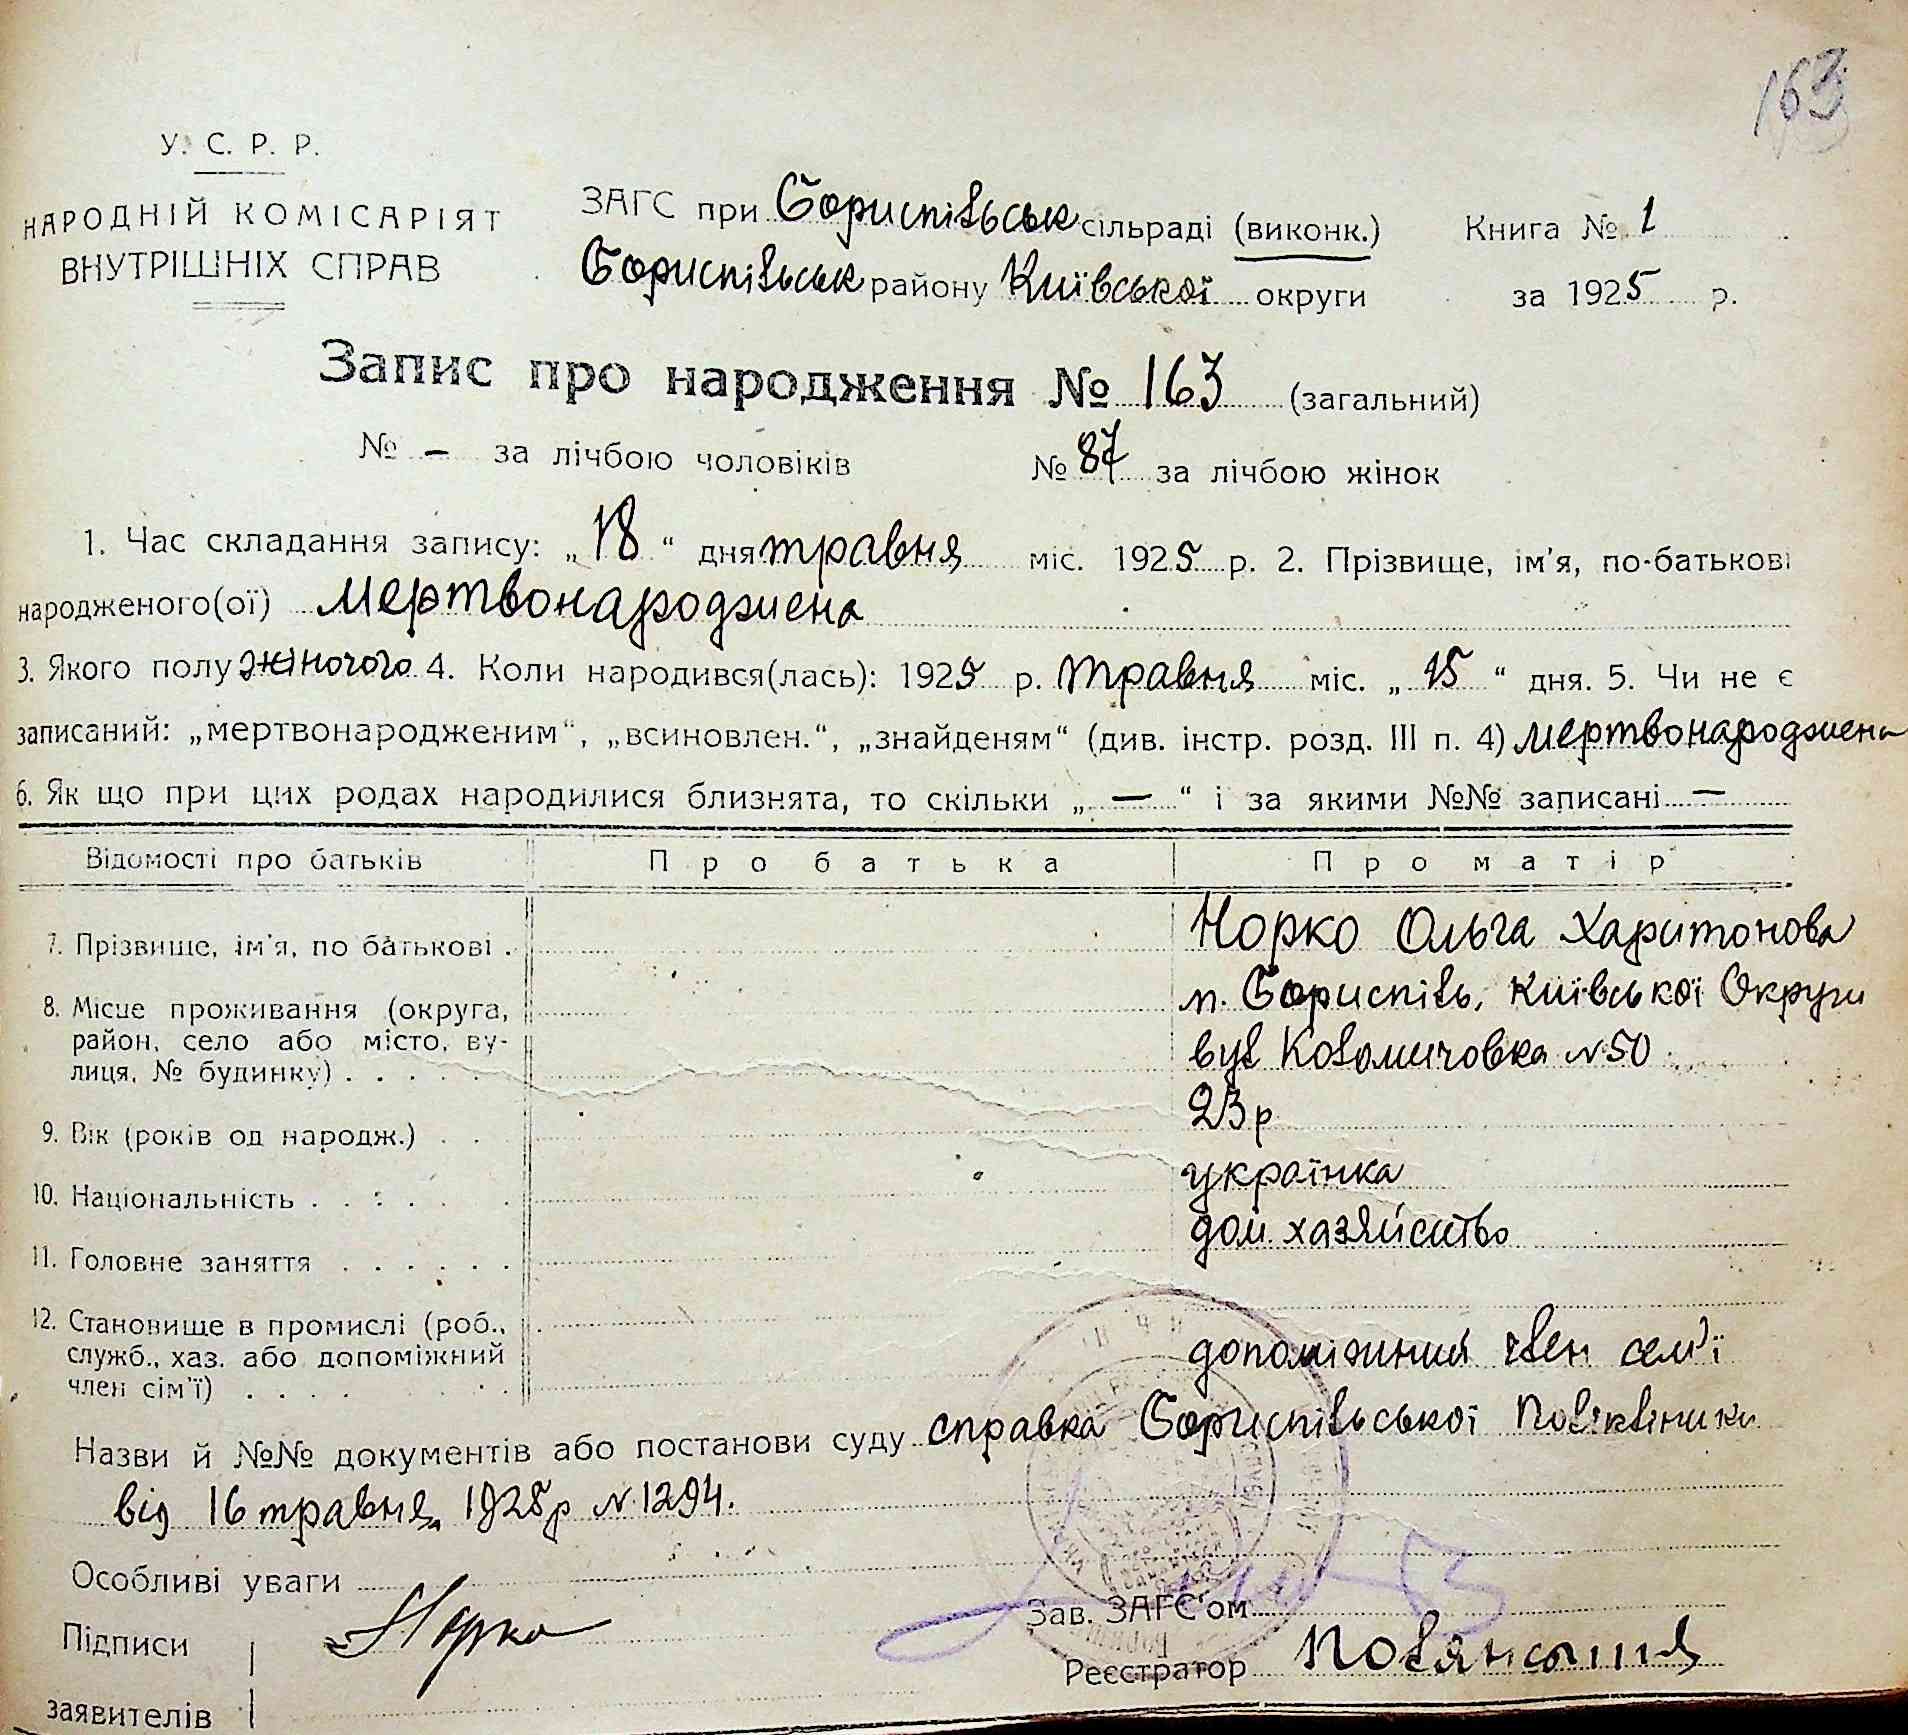 163
У. С. Р. Р.
НАРОДНІЙ КОМІСАРІЯТ
ВНУТРІШНІХ СПРАВ
ЗАГС при Бориспільськ сільраді (виконк.) Книга № 1
Бориспільськ району Київської округи за 1925 р.
Запис про народження № 163 (загальний)
№ – за лічбою чоловіків № 87 за лічбою жінок
1. Час складання запису: „18“ дня травня міс. 1925 р. 2. Прізвище, ім'я, по-батькові
народженого(ої) мертвонароджена
3. Якого полу жіночого 4. Коли народився(лась): 1925 р. травня міс. „15“ дня. 5. Чи не є
записаний: „мертвонародженим“, „всиновлен.“, „знайденям“ (див. інстр. розд. III п. 4) мертвонароджена
6. Як що при цих родах народилися близнята, то скільки „ — “ і за якими №№ записані —
Відомості про батьків Про батька Про матір
7. Прізвище, ім'я, по батькові . Норко Ольга Харитонова
8. Місце проживання (округа, м. Бориспіль, Київської Округи
район, село або місто, ву-
лиця, № будинку) . . . . . вул Коломичовка №50
9. Вік (років од народж.) . . 23 р
10. Національність . . . . . українка
11. Головне заняття . . . . . . дом. хазяйство
12. Становище в промислі (роб.,
служб., хаз. або допоміжний допоміжний член сем'ї
член сім'ї) . . . .
Назви й №№ документів або постанови суду справка Бориспільської Полікліники
від 16 травня 1925 р №1294.
Особливі уваги
Зав. ЗАГС'ом
Підписи Норко
Реєстратор Полянська
заявителів